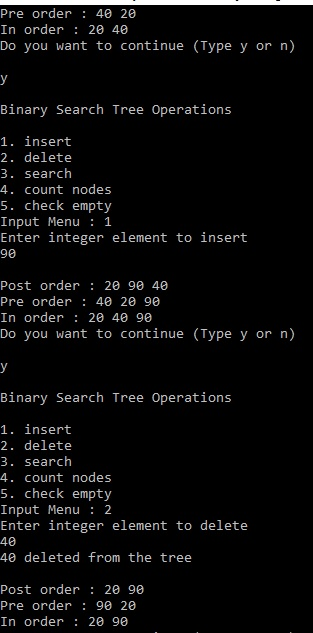 Pre order : 40 20
In order : 20 40
Do you want to continue (Type y or n)
y
Binary Search Tree Operations
1. insert
2. delete
3. search
4. count nodes
5. check empty
Input Menu : 1
Enter integer element to insert
90
Post order : 20 90 40
Pre order : 40 20 90
In order : 20 40 90
Do you want to continue (Type y or n)
y
Binary Search Tree Operations
1. insert
2. delete
3. search
4. count nodes
5. check empty
Input Menu : 2
Enter integer element to delete
40
40 deleted from the tree
Post order : 20 90
Pre order : 90 20
In order : 20 90